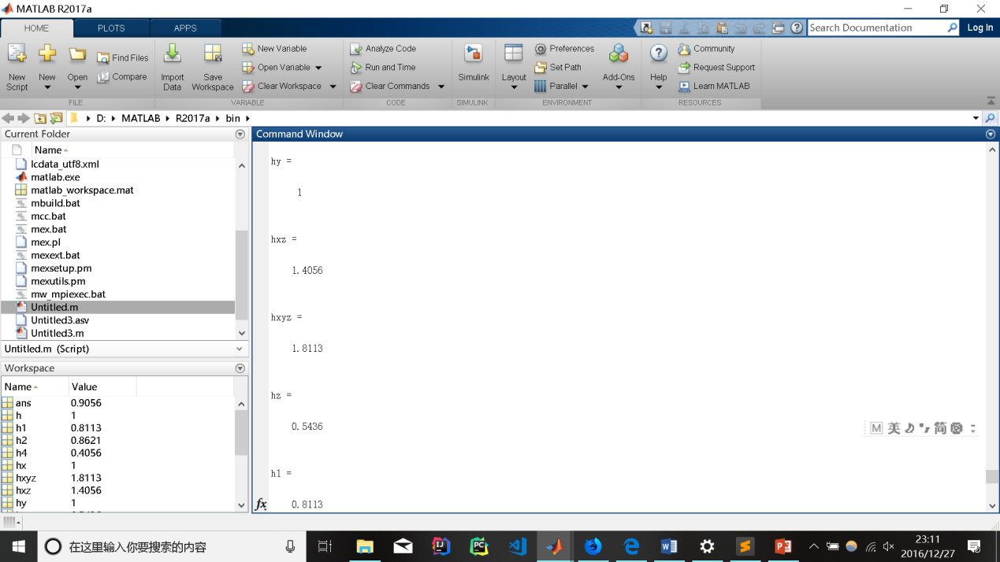 MATLAB R2017a
HOME PLOTS APPS
Search Documentation Log In
New Script
New
Open
Find Files
Compare
Import Data
Save Workspace
New Variable
Open Variable
Clear Workspace
Analyze Code
Run and Time
Clear Commands
Simulink
Layout
Preferences
Set Path
Parallel
Add-Ons
Help
Community
Request Support
Learn MATLAB
FILE VARIABLE CODE SIMULINK ENVIRONMENT RESOURCES
D: MATLAB R2017a bin
Current Folder
Name
lcdata_utf8.xml
matlab.exe
matlab_workspace.mat
mbuild.bat
mcc.bat
mex.bat
mex.pl
mexext.bat
mexsetup.pm
mexutils.pm
mw_mpiexec.bat
Untitled.m
Untitled3.asv
Untitled3.m
Untitled.m (Script)
Workspace
Name Value
ans 0.9056
h 1
h1 0.8113
h2 0.8621
h4 0.4056
hx 1
hxyz 1.8113
hxz 1.4056
hy 1
Command Window
hy =
1
hxz =
1.4056
hxyz =
1.8113
hz =
0.5436
h1 =
0.8113
fx
M 英 简
在这里输入你要搜索的内容
23:11
2016/12/27